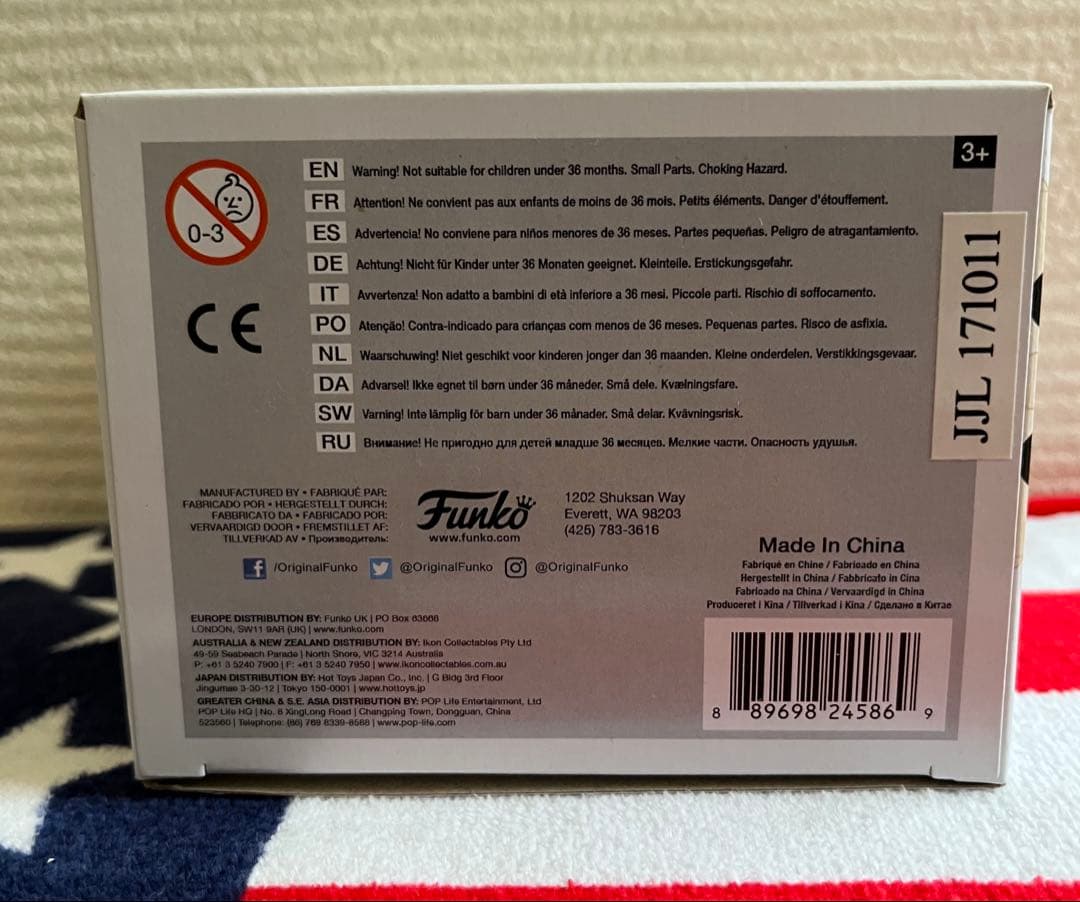 3+
0-3
CE
EN Warning! Not suitable for children under 36 months. Small Parts. Choking Hazard.
FR Attention! Ne convient pas aux enfants de moins de 36 mois. Petits éléments. Danger d'étouffement.
ES Advertencia! No conviene para niños menores de 36 meses. Partes pequeñas. Peligro de atragantamiento.
DE Achtung! Nicht für Kinder unter 36 Monaten geeignet. Kleinteile. Erstickungsgefahr.
IT Avvertenza! Non adatto a bambini di età inferiore a 36 mesi. Piccole parti. Rischio di soffocamento.
PO Atenção! Contra-indicado para crianças com menos de 36 meses. Pequenas partes. Risco de asfixia.
NL Waarschuwing! Niet geschikt voor kinderen jonger dan 36 maanden. Kleine onderdelen. Verstikkingsgevaar.
DA Advarsel! Ikke egnet til børn under 36 måneder. Små dele. Kvælningsfare.
SW Varning! Inte lämplig för barn under 36 månader. Små delar. Kvävningsrisk.
RU Внимание! Не пригодно для детей младше 36 месяцев. Мелкие части. Опасность удушья.
JJL 171011
MANUFACTURED BY • FABRIQUÉ PAR:
FABRICADO POR • HERGESTELLT DURCH:
FABBRICATO DA • FABRICADO POR:
VERVAARDIGD DOOR • FREMSTILLET AF:
TILLVERKAD AV • Производитель:
Funko
www.funko.com
1202 Shuksan Way
Everett, WA 98203
(425) 783-3616
/OriginalFunko @OriginalFunko @OriginalFunko
Made In China
Fabriqué en Chine / Fabricado en China
Hergestellt in China / Fabbricato in Cina
Fabricado na China / Vervaardigd in China
Produceret i Kina / Tillverkad i Kina / Сделано в Китае
EUROPE DISTRIBUTION BY: Funko UK | PO Box
LONDON, SW11 9AR (UK) | www.funko.com
AUSTRALIA & NEW ZEALAND DISTRIBUTION BY: Ikon Collectables Pty Ltd
49-59 Seabeach Parade | North Shore, VIC 3214 Australia
P: +61 3 5240 7900 | F: +61 3 5240 7950 | www.ikoncollectables.com.au
JAPAN DISTRIBUTION BY: Hot Toys Japan Co., Inc. | G Bldg 3rd Floor
Jingumae 3-30-12 | Tokyo 150-0001 | www.hottoys.jp
GREATER CHINA & S.E. ASIA DISTRIBUTION BY: POP Life Entertainment, Ltd
POP Life HQ | No. 8 XingLong Road | Changping Town, Dongguan, China
523560 | Telephone: (86) 769 8339-8568 | www.pop-life.com
8 89698 24586 9